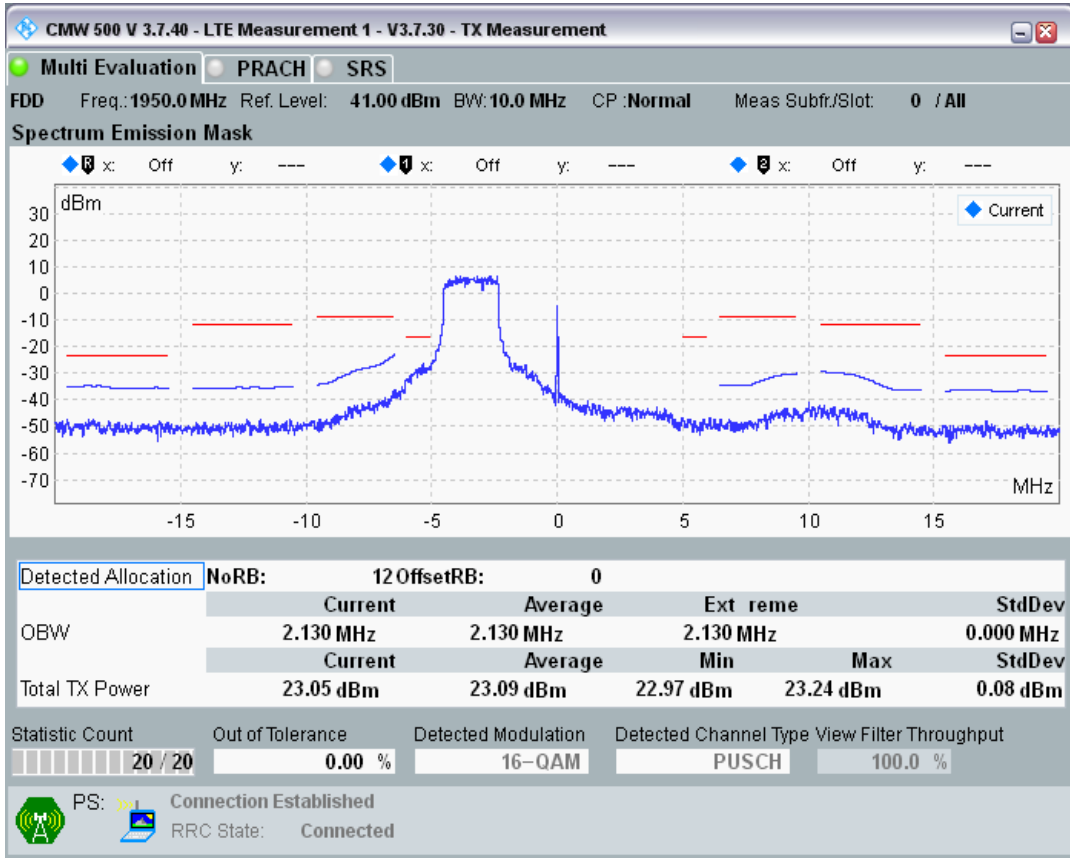 CMW 500 V 3.7.40 - LTE Measurement 1 - V3.7.30 - TX Measurement
Multi Evaluation PRACH SRS
FDD Freq.: 1950.0 MHz Ref. Level: 41.00 dBm BW: 10.0 MHz CP :Normal Meas Subfr./Slot: 0 / All
Spectrum Emission Mask
R x: Off y: --- 1 x: Off y: --- 2 x: Off y: ---
dBm
Current
30
20
10
0
-10
-20
-30
-40
-50
-60
-70
MHz
-15 -10 -5 0 5 10 15
Detected Allocation NoRB: 12 OffsetRB: 0
Current Average Ext reme StdDev
OBW 2.130 MHz 2.130 MHz 2.130 MHz 0.000 MHz
Current Average Min Max StdDev
Total TX Power 23.05 dBm 23.09 dBm 22.97 dBm 23.24 dBm 0.08 dBm
Statistic Count Out of Tolerance Detected Modulation Detected Channel Type View Filter Throughput
20 / 20 0.00 % 16-QAM PUSCH 100.0 %
PS: Connection Established
RRC State: Connected